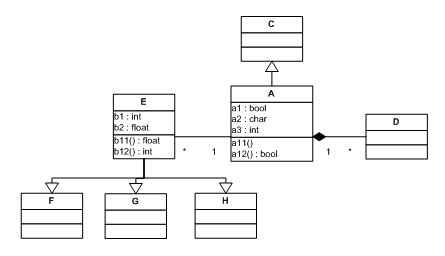 C
A
a1 : bool
a2 : char
a3 : int
a11()
a12() : bool
E
b1 : int
b2 : float
b11() : float
b12() : int
* 1
D
1 *
F
G
H